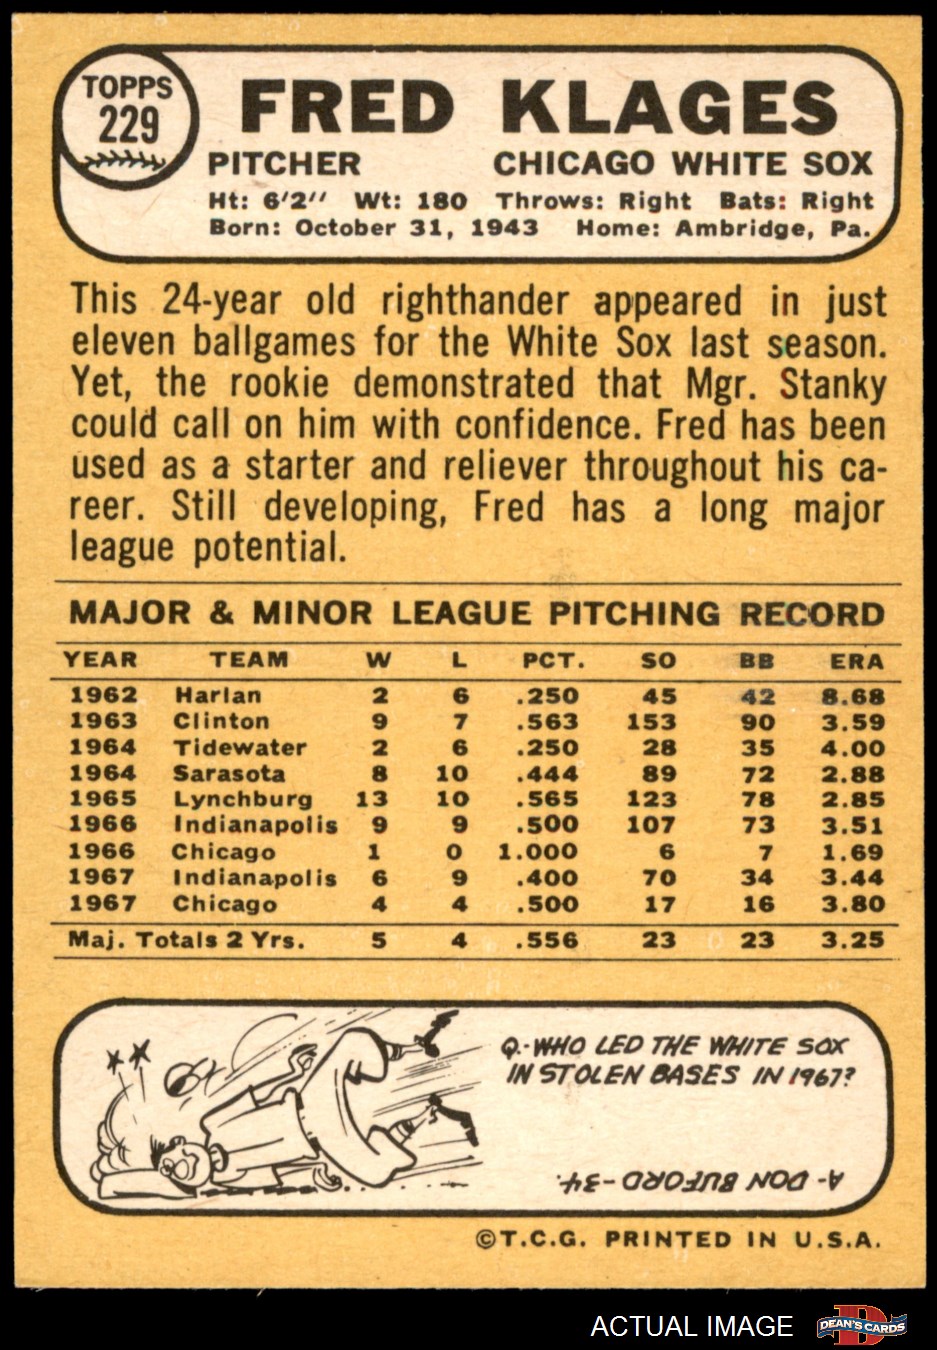 TOPPS
229
FRED KLAGES
PITCHER CHICAGO WHITE SOX
Ht: 6'2'' Wt: 180 Throws: Right Bats: Right
Born: October 31, 1943 Home: Ambridge, Pa.
This 24-year old righthander appeared in just
eleven ballgames for the White Sox last season.
Yet, the rookie demonstrated that Mgr. Stanky
could call on him with confidence. Fred has been
used as a starter and reliever throughout his ca-
reer. Still developing, Fred has a long major
league potential.
MAJOR & MINOR LEAGUE PITCHING RECORD
YEAR TEAM W L PCT. SO BB ERA
1962 Harlan 2 6 .250 45 42 8.68
1963 Clinton 9 7 .563 153 90 3.59
1964 Tidewater 2 6 .250 28 35 4.00
1964 Sarasota 8 10 .444 89 72 2.88
1965 Lynchburg 13 10 .565 123 78 2.85
1966 Indianapolis 9 9 .500 107 73 3.51
1966 Chicago 1 0 1.000 6 7 1.69
1967 Indianapolis 6 9 .400 70 34 3.44
1967 Chicago 4 4 .500 17 16 3.80
Maj. Totals 2 Yrs. 5 4 .556 23 23 3.25
Q.-WHO LED THE WHITE SOX
IN STOLEN BASES IN 1967?
A- DON BUFORD-34.
©T.C.G. PRINTED IN U.S.A.
ACTUAL IMAGE
DEAN'S CARDS